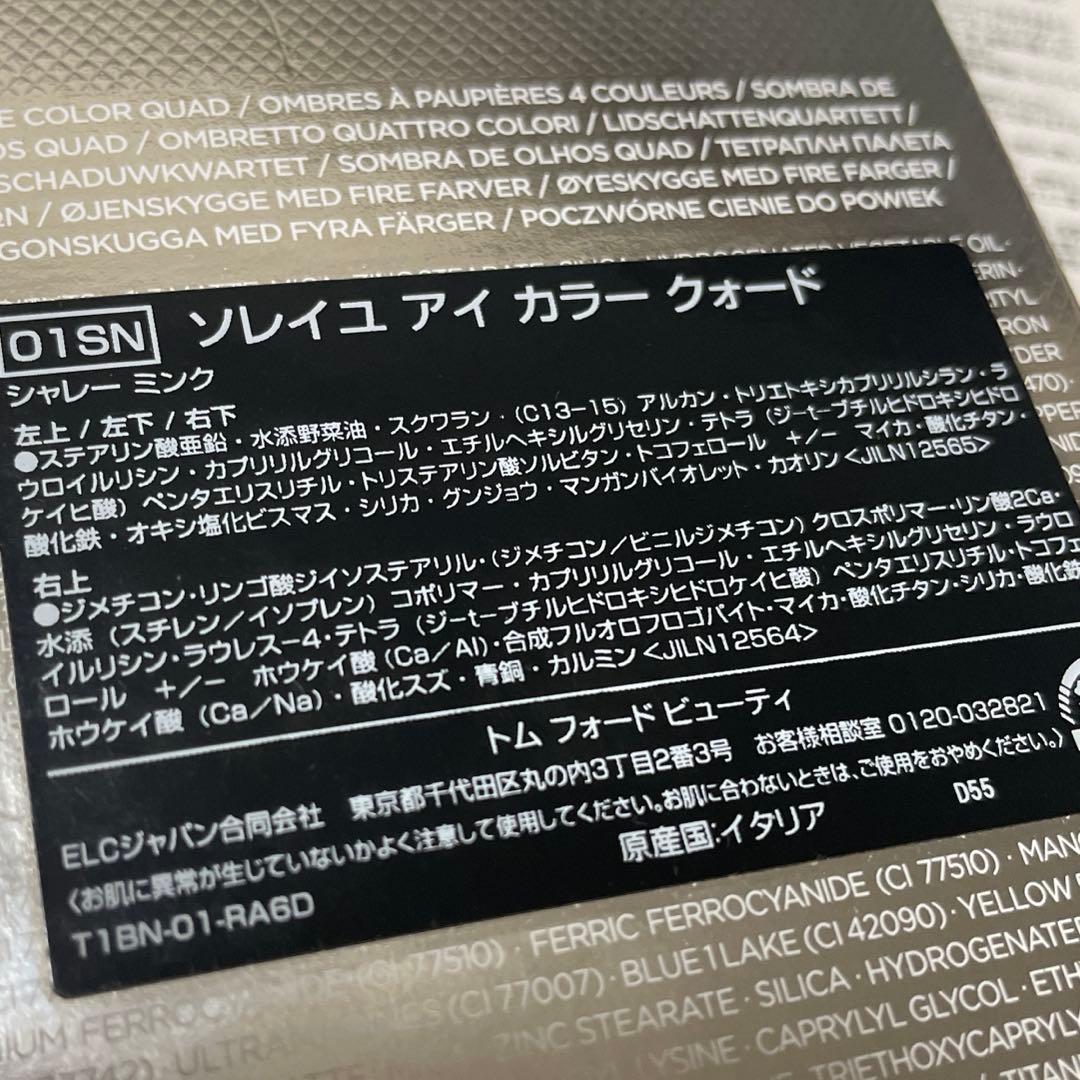 E COLOR QUAD / OMBRES À PAUPIÈRES 4 COULEURS / SOMBRA DE
OS QUAD / OMBRETTO QUATTRO COLORI / LIDSCHATTENQUARTETT /
SCHADUWKWARTET / SOMBRA DE OLHOS QUAD / ΤΕΤΡΑΠΛΗ ΠΑΛΕΤΑ
ΩΝ / ØJENSKYGGE MED FIRE FARVER / ØYESKYGGE MED FIRE FARGER /
GONSKUGGA MED FYRA FÄRGER / POCZWÓRNE CIENIE DO POWIEK
OIL ·
ERIN ·
TYL
RON
DER
470) ·
PPER
01SN ソレイユ アイ カラー クォード
シャレー ミンク
左上 / 左下 / 右下
●ステアリン酸亜鉛・水添野菜油・スクワラン・(C13-15) アルカン・トリエトキシカプリリルシラン・ラ
ウロイルリシン・カプリリルグリコール・エチルヘキシルグリセリン・テトラ (ジーtーブチルヒドロキシヒドロ
ケイヒ酸) ペンタエリスリチル・トリステアリン酸ソルビタン・トコフェロール +/− マイカ・酸化チタン・
酸化鉄・オキシ塩化ビスマス・シリカ・グンジョウ・マンガンバイオレット・カオリン<JILN12565>
右上
●ジメチコン・リンゴ酸ジイソステアリル・(ジメチコン/ビニルジメチコン) クロスポリマー・リン酸2Ca・
水添 (スチレン/イソプレン) コポリマー・カプリリルグリコール・エチルヘキシルグリセリン・ラウロ
イルリシン・ラウレス−4・テトラ (ジーtーブチルヒドロキシヒドロケイヒ酸) ペンタエリスリチル・トコフェ
ロール +/− ホウケイ酸 (Ca/Al)・合成フルオロフロゴパイト・マイカ・酸化チタン・シリカ・酸化鉄
ホウケイ酸 (Ca/Na)・酸化スズ・青銅・カルミン <JILN12564>
トム フォード ビューティ
ELCジャパン合同会社 東京都千代田区丸の内3丁目2番3号 お客様相談室 0120-032821
〈お肌に異常が生じていないかよく注意して使用してください。お肌に合わないときは、ご使用をおやめください。〉
T1BN-01-RA6D 原産国:イタリア D55
77510) · FERRIC FERROCYANIDE (CI 77510) · MAN
IUM FERROC (CI 77007) · BLUE 1 LAKE (CI 42090) · YELLOW
77742) · ULTRA ZINC STEARATE · SILICA · HYDROGENATE
LYSINE · CAPRYLYL GLYCOL · ETH
TRIETHOXYCAPRYLY